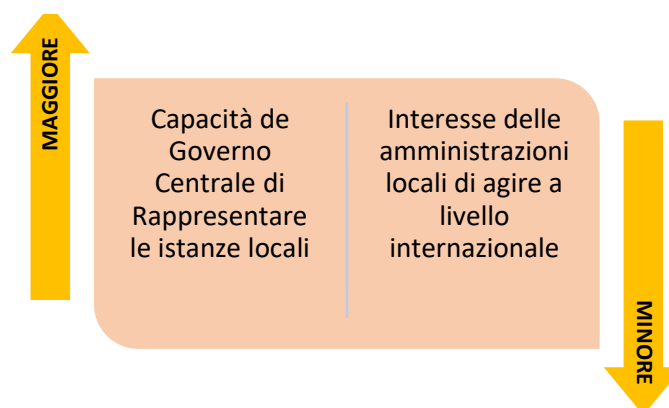 MAGGIORE
Capacità de
Governo
Centrale di
Rappresentare
le istanze locali
Interesse delle
amministrazioni
locali di agire a
livello
internazionale
MINORE